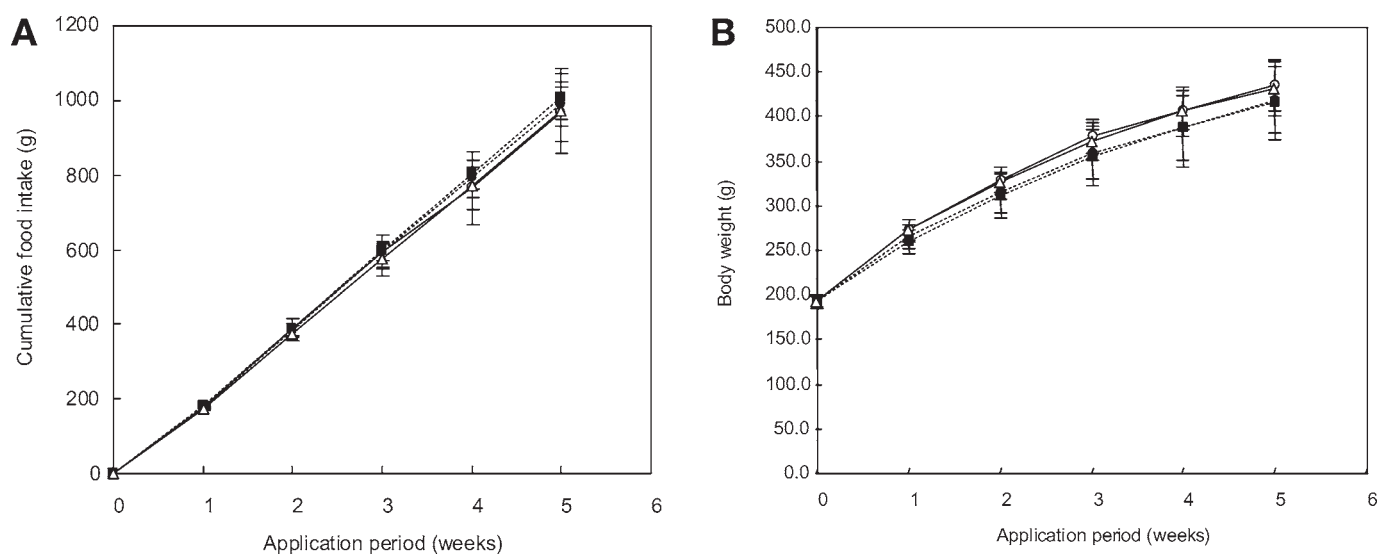 A
Cumulative food intake (g)
1200
1000
800
600
400
200
0
0 1 2 3 4 5 6
Application period (weeks)
B
Body weight (g)
500.0
450.0
400.0
350.0
300.0
250.0
200.0
150.0
100.0
50.0
0.0
0 1 2 3 4 5 6
Application period (weeks)